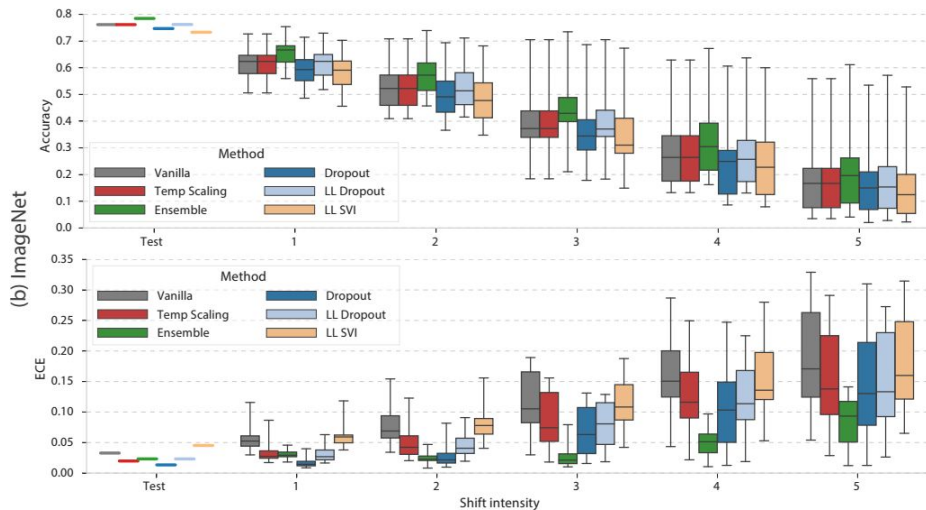 (b) ImageNet
Accuracy
0.8
0.7
0.6
0.5
0.4
0.3
0.2
0.1
0.0
Method
Vanilla
Temp Scaling
Ensemble
Dropout
LL Dropout
LL SVI
Test 1 2 3 4 5
ECE
0.35
0.30
0.25
0.20
0.15
0.10
0.05
0.00
Method
Vanilla
Temp Scaling
Ensemble
Dropout
LL Dropout
LL SVI
Test 1 2 3 4 5
Shift intensity